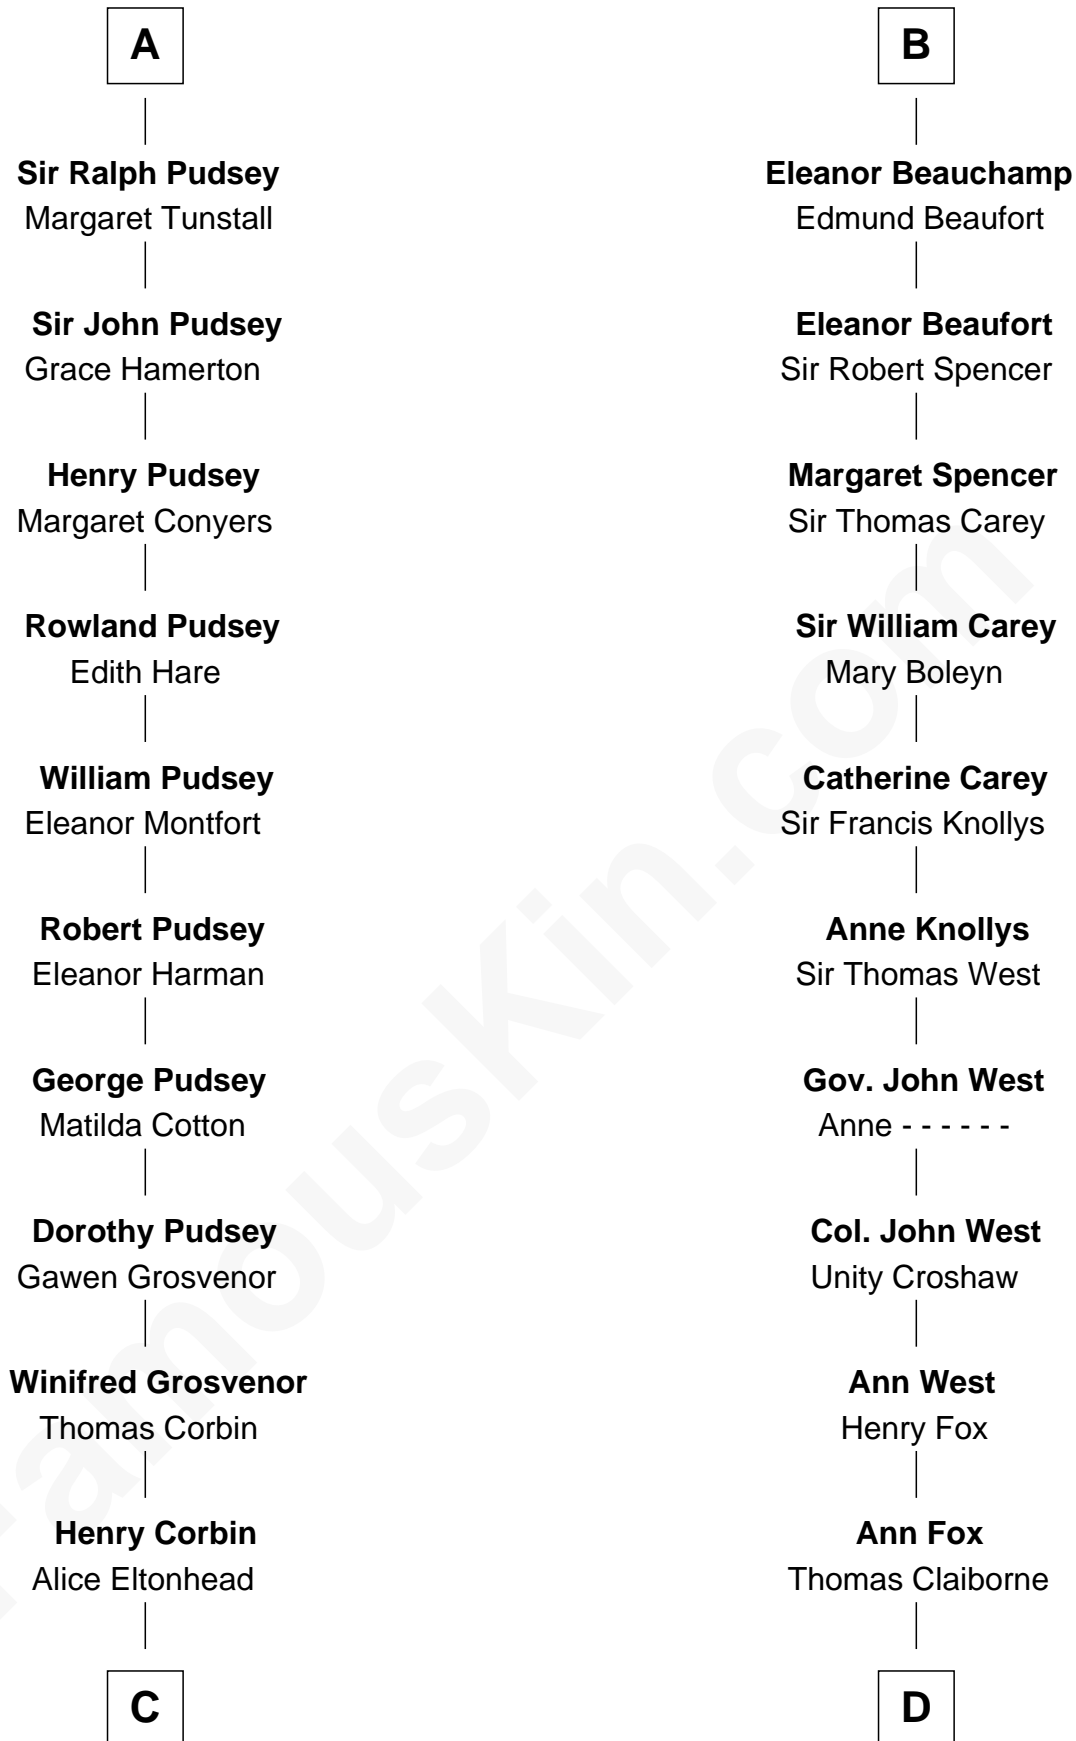 A
Sir Ralph Pudsey
Margaret Tunstall
Sir John Pudsey
Grace Hamerton
Henry Pudsey
Margaret Conyers
Rowland Pudsey
Edith Hare
William Pudsey
Eleanor Montfort
Robert Pudsey
Eleanor Harman
George Pudsey
Matilda Cotton
Dorothy Pudsey
Gawen Grosvenor
Winifred Grosvenor
Thomas Corbin
Henry Corbin
Alice Eltonhead
C
B
Eleanor Beauchamp
Edmund Beaufort
Eleanor Beaufort
Sir Robert Spencer
Margaret Spencer
Sir Thomas Carey
Sir William Carey
Mary Boleyn
Catherine Carey
Sir Francis Knollys
Anne Knollys
Sir Thomas West
Gov. John West
Anne - - - - - -
Col. John West
Unity Croshaw
Ann West
Henry Fox
Ann Fox
Thomas Claiborne
D
FamousKin.com